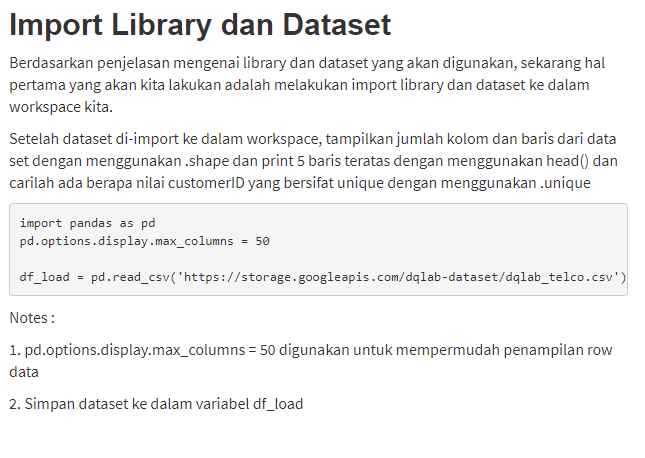 Import Library dan Dataset
Berdasarkan penjelasan mengenai library dan dataset yang akan digunakan, sekarang hal
pertama yang akan kita lakukan adalah melakukan import library dan dataset ke dalam
workspace kita.
Setelah dataset di-import ke dalam workspace, tampilkan jumlah kolom dan baris dari data
set dengan menggunakan .shape dan print 5 baris teratas dengan menggunakan head() dan
carilah ada berapa nilai customerID yang bersifat unique dengan menggunakan .unique
import pandas as pd
pd.options.display.max_columns = 50
df_load = pd.read_csv('https://storage.googleapis.com/dqlab-dataset/dqlab_telco.csv')
Notes :
1. pd.options.display.max_columns = 50 digunakan untuk mempermudah penampilan row
data
2. Simpan dataset ke dalam variabel df_load